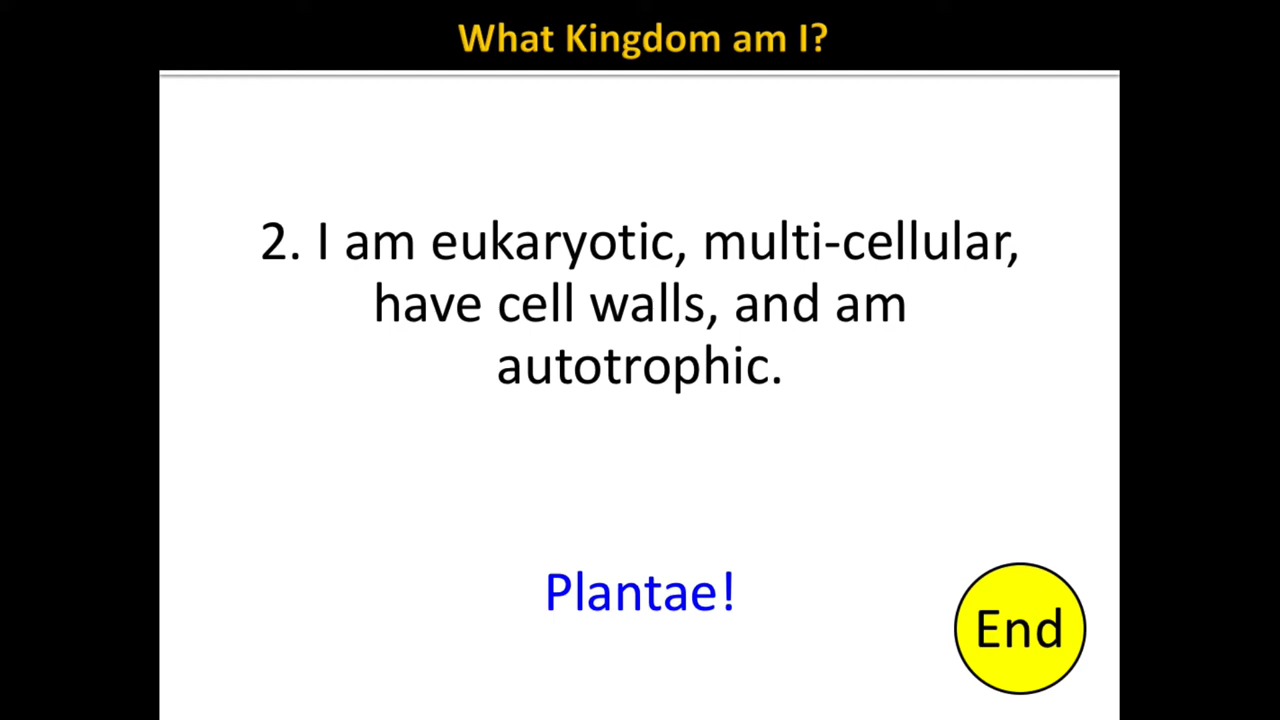 What Kingdom am I?
2. I am eukaryotic, multi-cellular,
have cell walls, and am
autotrophic.
Plantae!
End